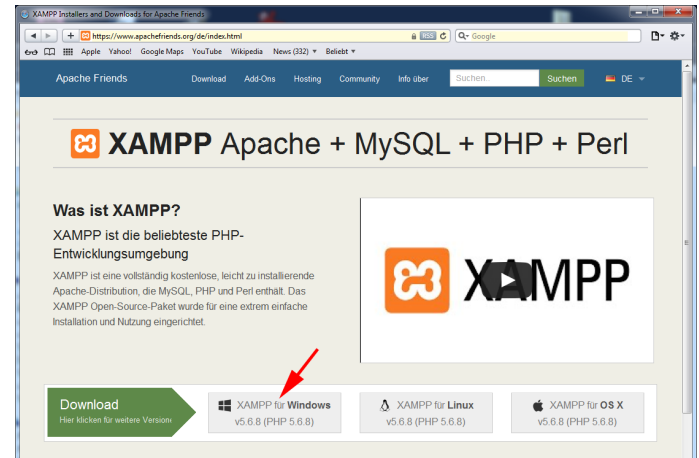 XAMPP Installers and Downloads for Apache Friends
https://www.apachefriends.org/de/index.html
RSS
Google
Apple Yahoo! Google Maps YouTube Wikipedia News (332) ▾ Beliebt ▾
Apache Friends Download Add-Ons Hosting Community Info über Suchen... Suchen DE
XAMPP Apache + MySQL + PHP + Perl
Was ist XAMPP?
XAMPP ist die beliebteste PHP-
Entwicklungsumgebung
XAMPP ist eine vollständig kostenlose, leicht zu installierende
Apache-Distribution, die MySQL, PHP und Perl enthält. Das
XAMPP Open-Source-Paket wurde für eine extrem einfache
Installation und Nutzung eingerichtet.
XAMPP
Download
Hier klicken für weitere Version
XAMPP für Windows
v5.6.8 (PHP 5.6.8)
XAMPP für Linux
v5.6.8 (PHP 5.6.8)
XAMPP für OS X
v5.6.8 (PHP 5.6.8)